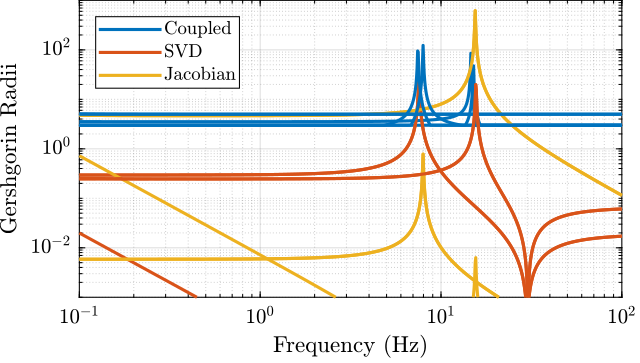 Coupled
SVD
Jacobian
Gershgorin Radii
10^2
10^0
10^{-2}
10^{-1}
10^0
10^1
10^2
Frequency (Hz)